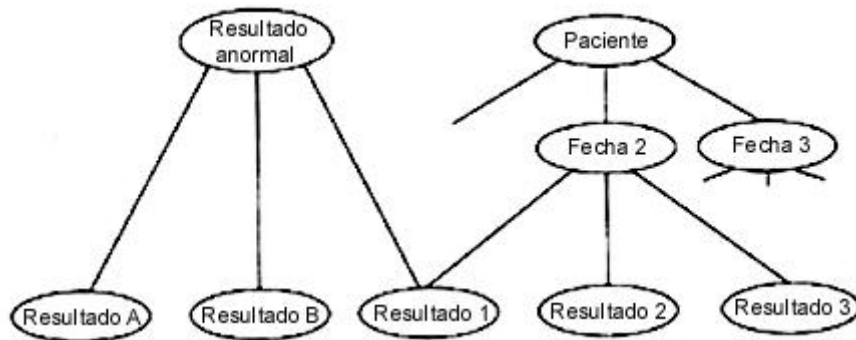 Resultado
anormal
Paciente
Fecha 2
Fecha 3
Resultado A
Resultado B
Resultado 1
Resultado 2
Resultado 3